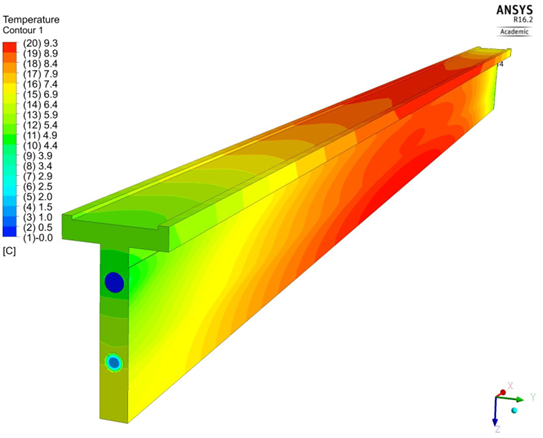 ANSYS
R16.2
Academic
Temperature
Contour 1
(20) 9.3
(19) 8.9
(18) 8.4
(17) 7.9
(16) 7.4
(15) 6.9
(14) 6.4
(13) 5.9
(12) 5.4
(11) 4.9
(10) 4.4
(9) 3.9
(8) 3.4
(7) 2.9
(6) 2.5
(5) 2.0
(4) 1.5
(3) 1.0
(2) 0.5
(1)-0.0
[C]
4
X
Y
Z